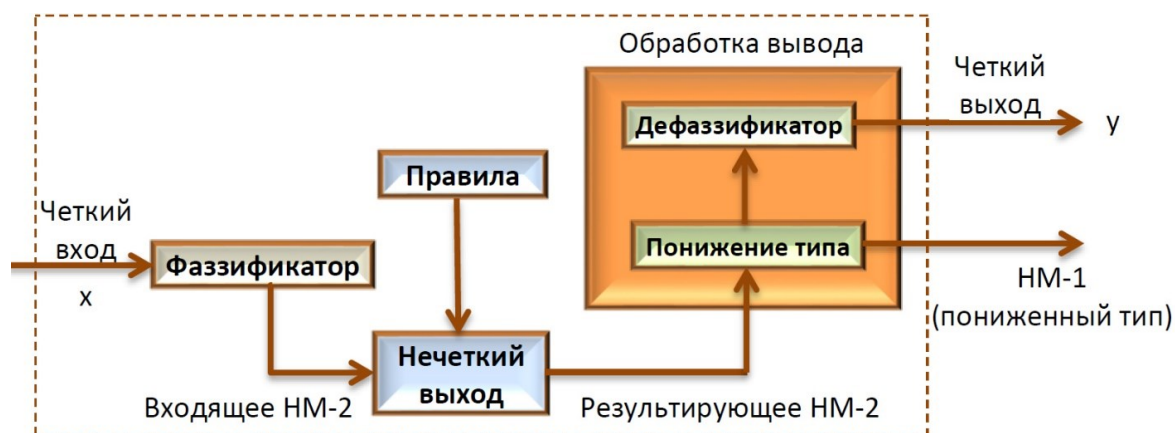 Обработка вывода
Четкий
выход
Дефаззификатор
y
Правила
Четкий
вход
x
Фаззификатор
Понижение типа
НМ-1
(пониженный тип)
Нечеткий
выход
Входящее НМ-2
Результирующее НМ-2